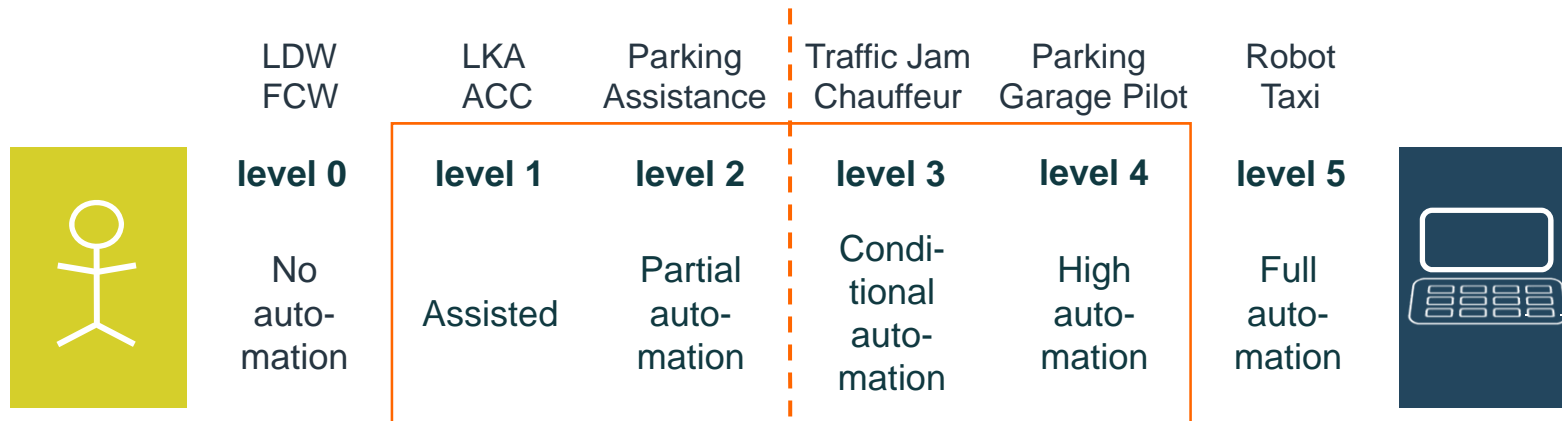 LDW
FCW
LKA
ACC
Parking
Assistance
Traffic Jam
Chauffeur
Parking
Garage Pilot
Robot
Taxi
level 0
level 1
level 2
level 3
level 4
level 5
No
auto-
mation
Assisted
Partial
auto-
mation
Condi-
tional
auto-
mation
High
auto-
mation
Full
auto-
mation